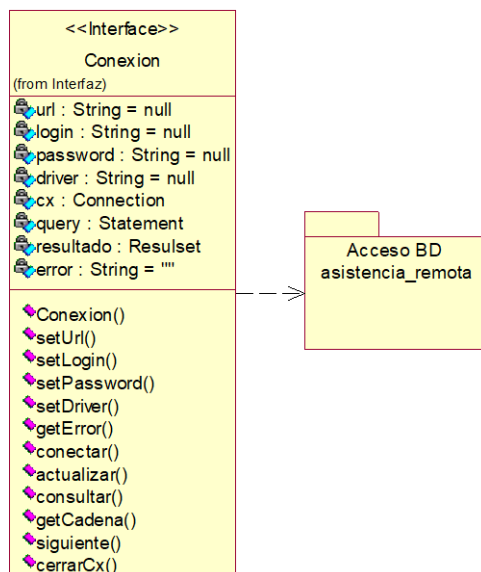 <<Interface>>
Conexion
(from Interfaz)
url : String = null
login : String = null
password : String = null
driver : String = null
cx : Connection
query : Statement
resultado : Resulset
error : String = ""
Conexion()
setUrl()
setLogin()
setPassword()
setDriver()
getError()
conectar()
actualizar()
consultar()
getCadena()
siguiente()
cerrarCx()
Acceso BD
asistencia_remota